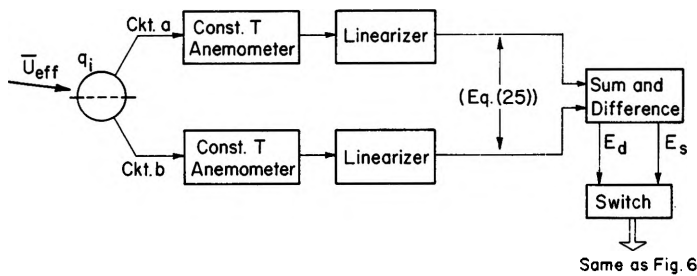 Ckt. a
Const. T
Anemometer
Linearizer
U̅eff
qi
(Eq.(25))
Sum and
Difference
Ckt. b
Const. T
Anemometer
Linearizer
Ed
Es
Switch
Same as Fig. 6